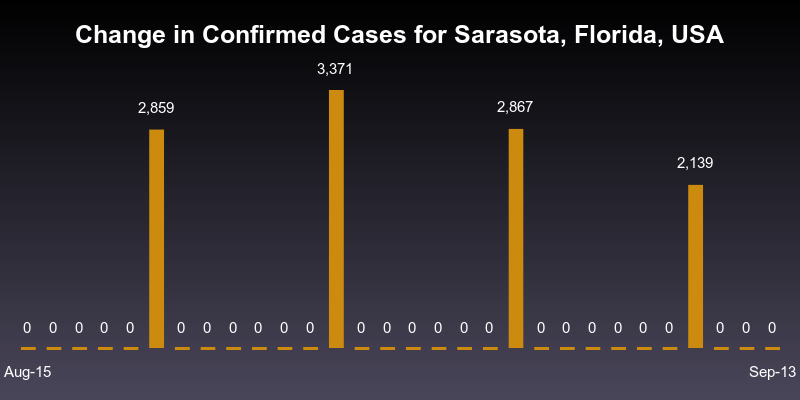 Change in Confirmed Cases for Sarasota, Florida, USA
3,371
2,859 2,867
2,139
0 0 0 0 0 0 0 0 0 0 0 0 0 0 0 0 0 0 0 0 0 0 0 0 0 0
Aug-15 Sep-13